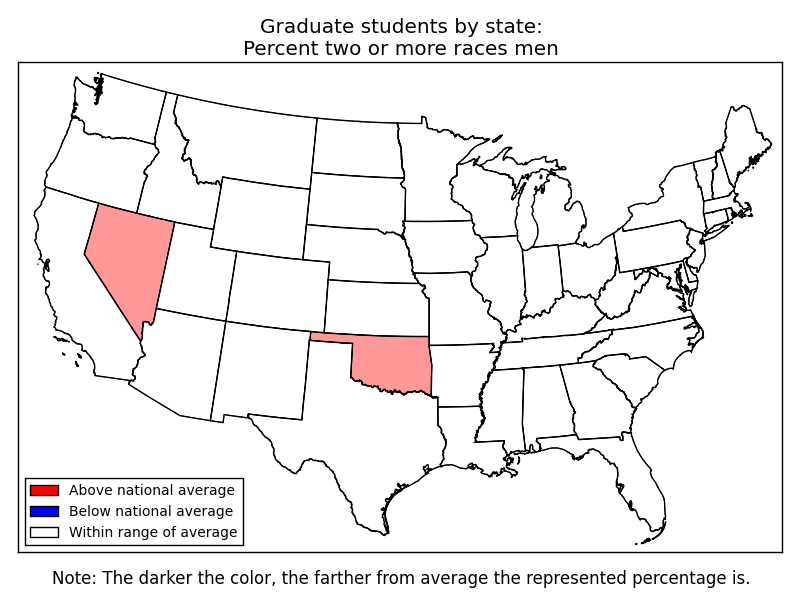 Graduate students by state:
Percent two or more races men
Above national average
Below national average
Within range of average
Note: The darker the color, the farther from average the represented percentage is.